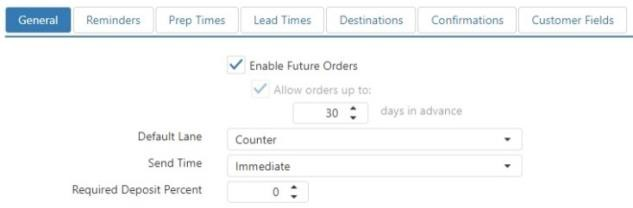 General Reminders Prep Times Lead Times Destinations Confirmations Customer Fields
Enable Future Orders
Allow orders up to:
30 days in advance
Default Lane Counter
Send Time Immediate
Required Deposit Percent 0